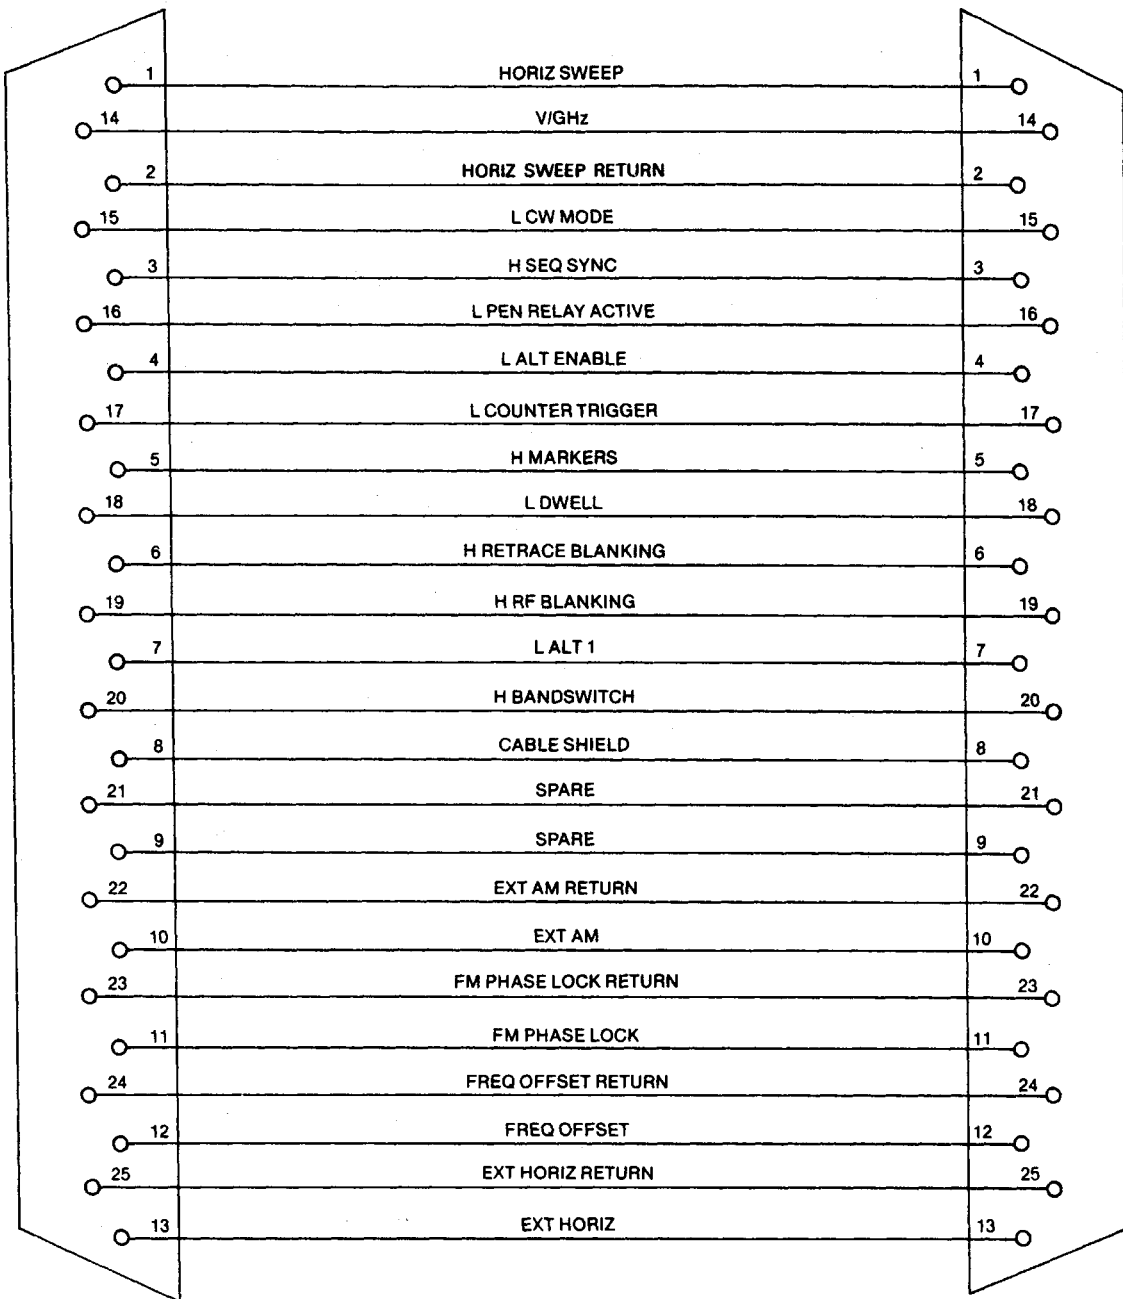 1 HORIZ SWEEP 1
14 V/GHz 14
2 HORIZ SWEEP RETURN 2
15 L CW MODE 15
3 H SEQ SYNC 3
16 L PEN RELAY ACTIVE 16
4 L ALT ENABLE 4
17 L COUNTER TRIGGER 17
5 H MARKERS 5
18 L DWELL 18
6 H RETRACE BLANKING 6
19 H RF BLANKING 19
7 L ALT 1 7
20 H BANDSWITCH 20
8 CABLE SHIELD 8
21 SPARE 21
9 SPARE 9
22 EXT AM RETURN 22
10 EXT AM 10
23 FM PHASE LOCK RETURN 23
11 FM PHASE LOCK 11
24 FREQ OFFSET RETURN 24
12 FREQ OFFSET 12
25 EXT HORIZ RETURN 25
13 EXT HORIZ 13